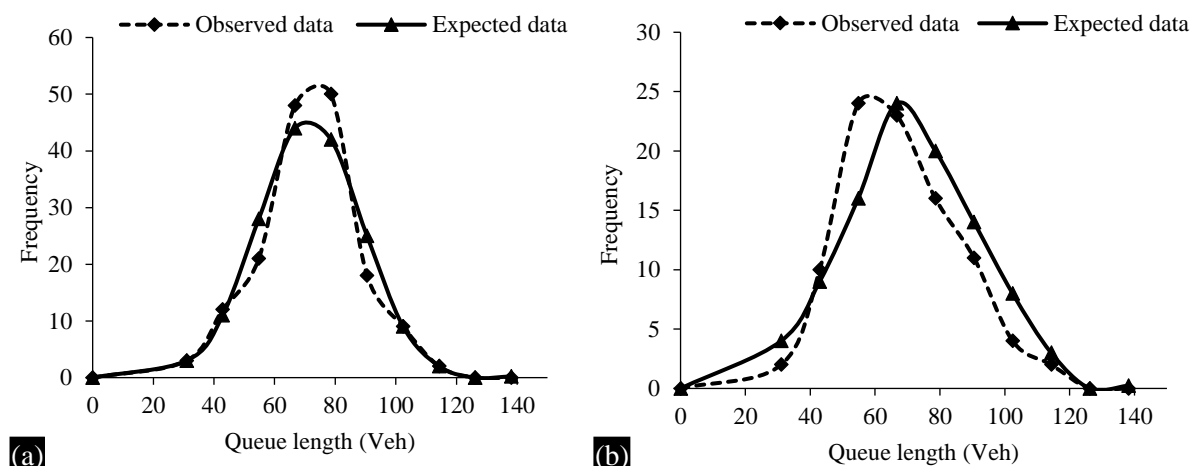 Observed data Expected data
60
50
40
30
20
10
0
Frequency
0 20 40 60 80 100 120 140
Queue length (Veh)
(a)
Observed data Expected data
30
25
20
15
10
5
0
Frequency
0 20 40 60 80 100 120 140
Queue length (Veh)
(b)